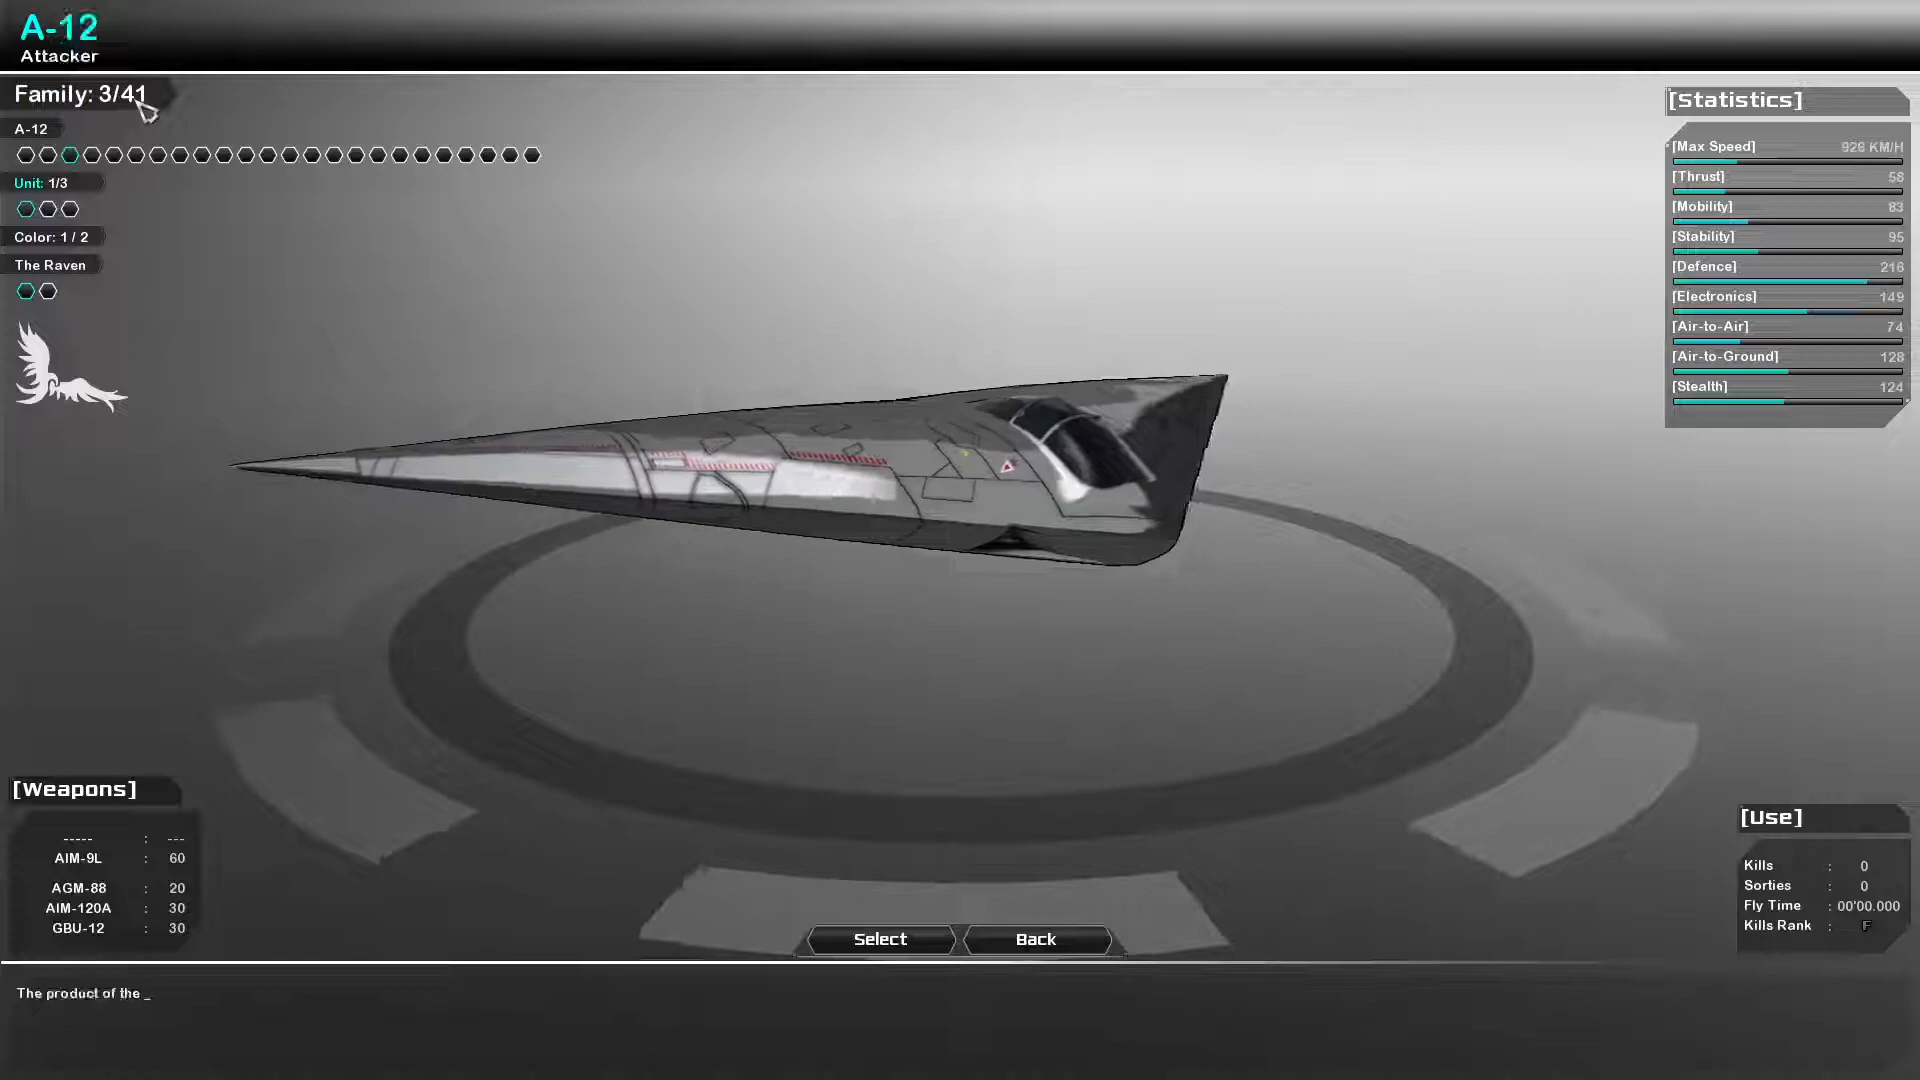 A-12
Attacker
Family: 3/41
A-12
Unit: 1/3
Color: 1 / 2
The Raven
[Statistics]
[Max Speed] 928 KM/H
[Thrust] 58
[Mobility] 83
[Stability] 95
[Defence] 216
[Electronics] 149
[Air-to-Air] 74
[Air-to-Ground] 128
[Stealth] 124
[Weapons]
----- : ---
AIM-9L : 60
AGM-88 : 20
AIM-120A : 30
GBU-12 : 30
[Use]
Kills : 0
Sorties : 0
Fly Time : 00'00.000
Kills Rank : F
Select
Back
The product of the _